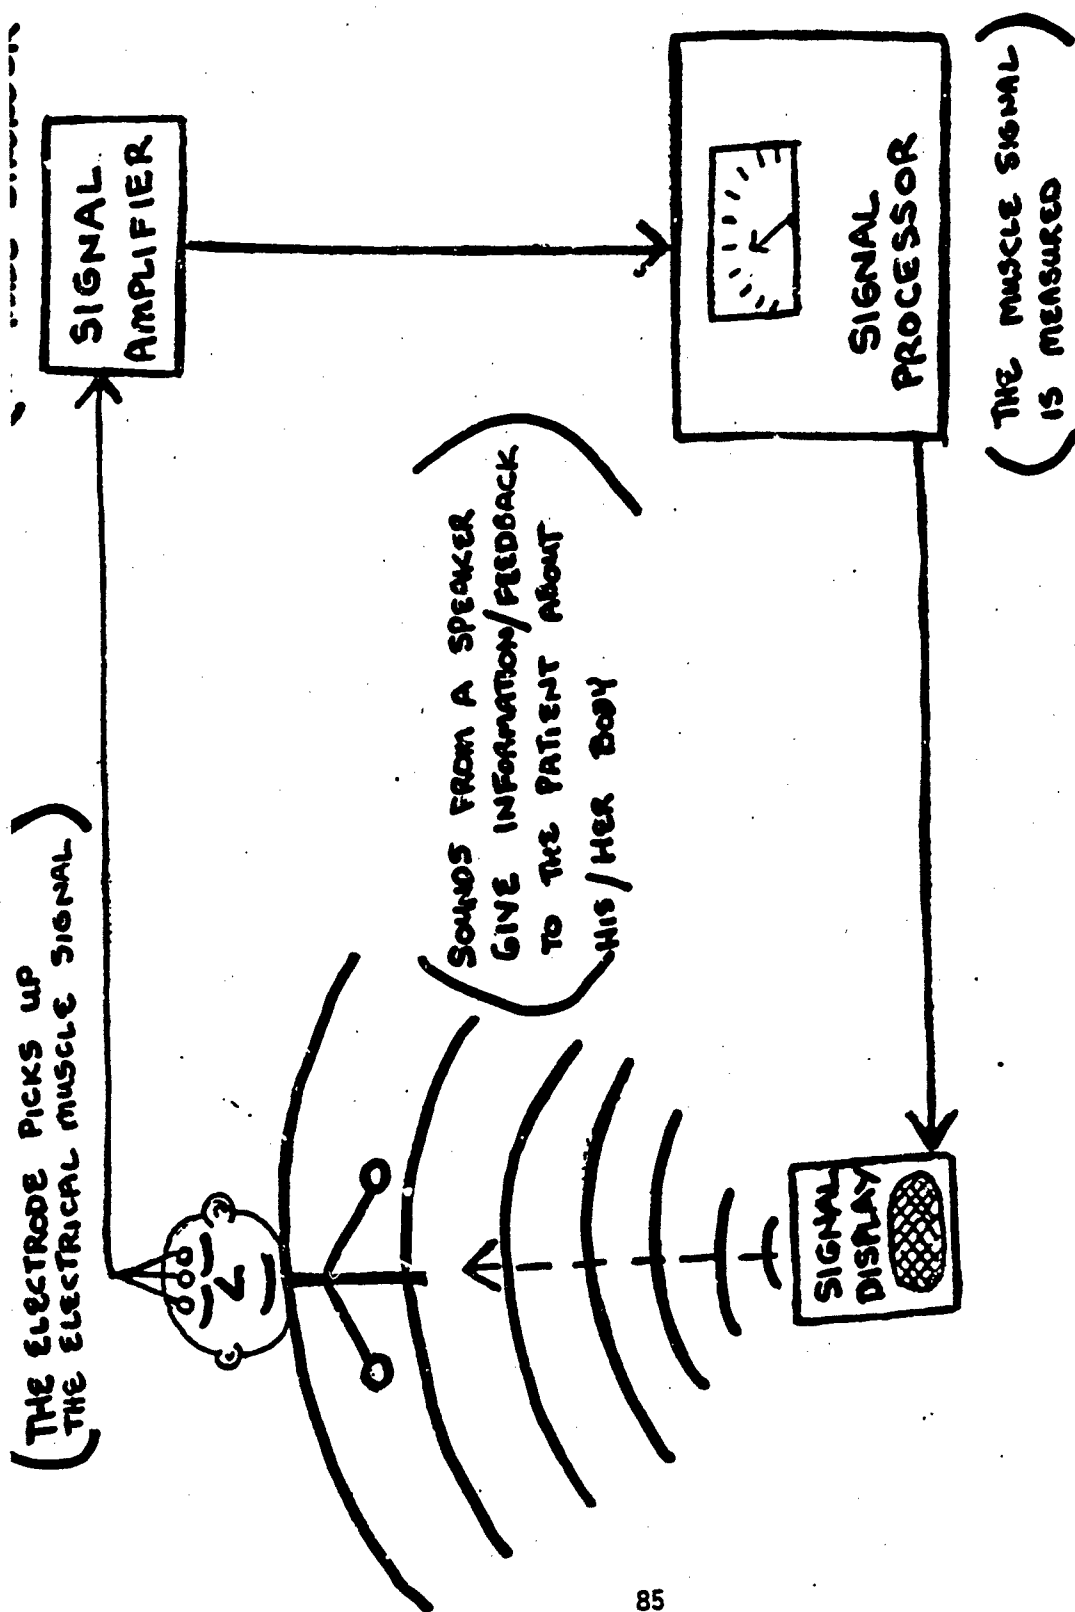 (THE ELECTRODE PICKS UP
THE ELECTRICAL MUSCLE SIGNAL)
SIGNAL
AMPLIFIER
(SOUNDS FROM A SPEAKER
GIVE INFORMATION/FEEDBACK
TO THE PATIENT ABOUT
HIS/HER BODY)
SIGNAL
DISPLAY
SIGNAL
PROCESSOR
(THE MUSCLE SIGNAL
IS MEASURED)
85